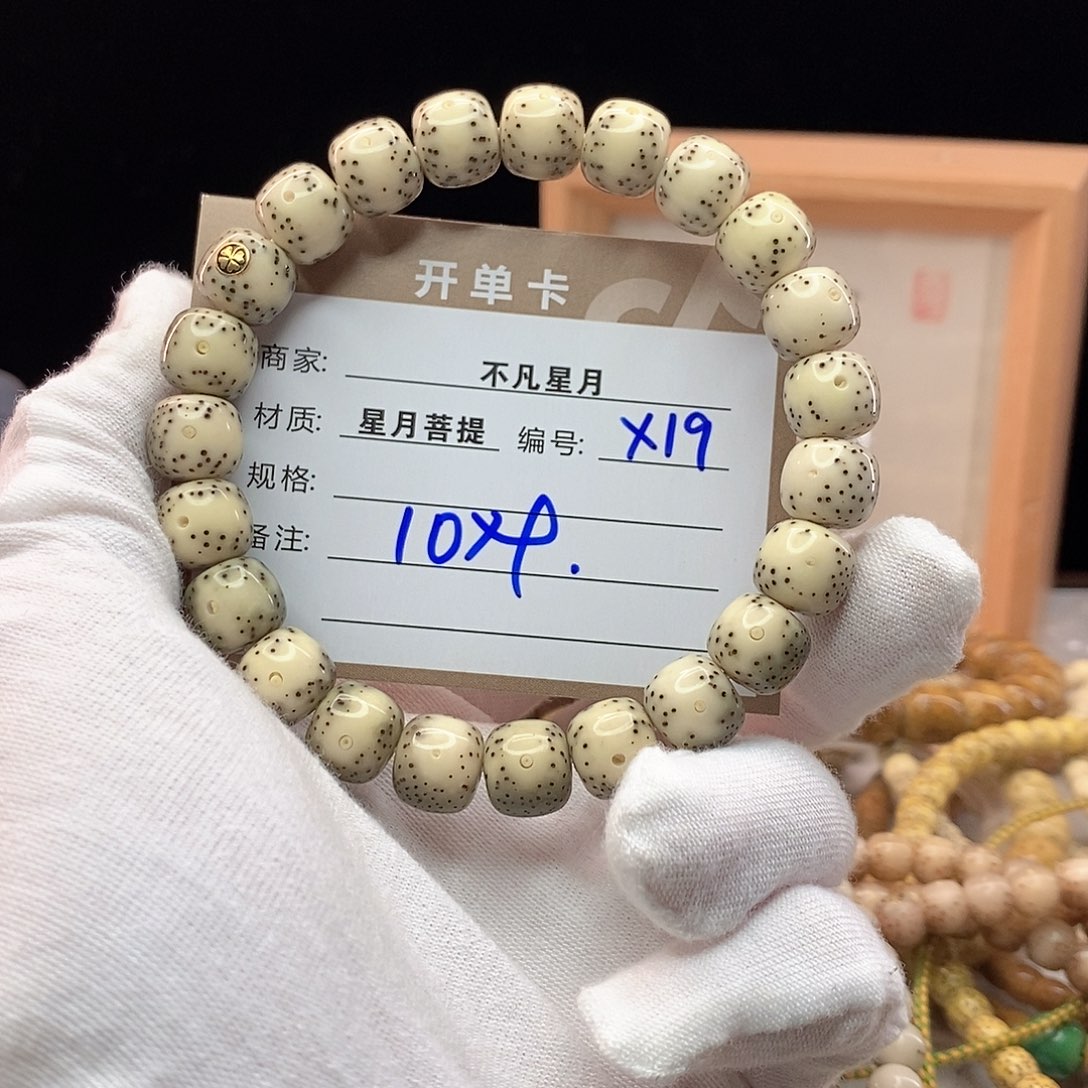 开单卡
商家: 不凡星月
材质: 星月菩提 编号: X19
规格:
备注: 10X